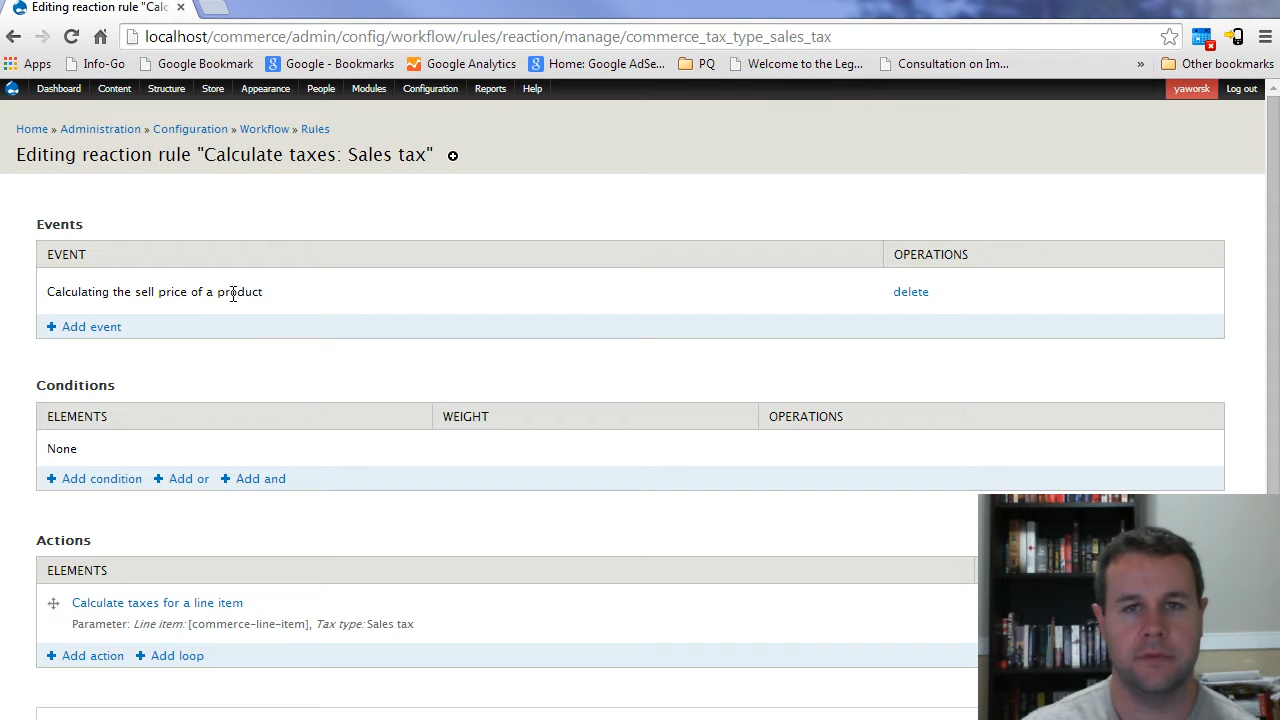 Editing reaction rule "Calc
localhost/commerce/admin/config/workflow/rules/reaction/manage/commerce_tax_type_sales_tax
Apps Info-Go Google Bookmark Google - Bookmarks Google Analytics Home: Google AdSe... PQ Welcome to the Leg... Consultation on Im... » Other bookmarks
Dashboard Content Structure Store Appearance People Modules Configuration Reports Help yaworsk Log out
Home » Administration » Configuration » Workflow » Rules
Editing reaction rule "Calculate taxes: Sales tax"
Events
EVENT OPERATIONS
Calculating the sell price of a product delete
Add event
Conditions
ELEMENTS WEIGHT OPERATIONS
None
Add condition Add or Add and
Actions
ELEMENTS
Calculate taxes for a line item
Parameter: Line item: [commerce-line-item], Tax type: Sales tax
Add action Add loop